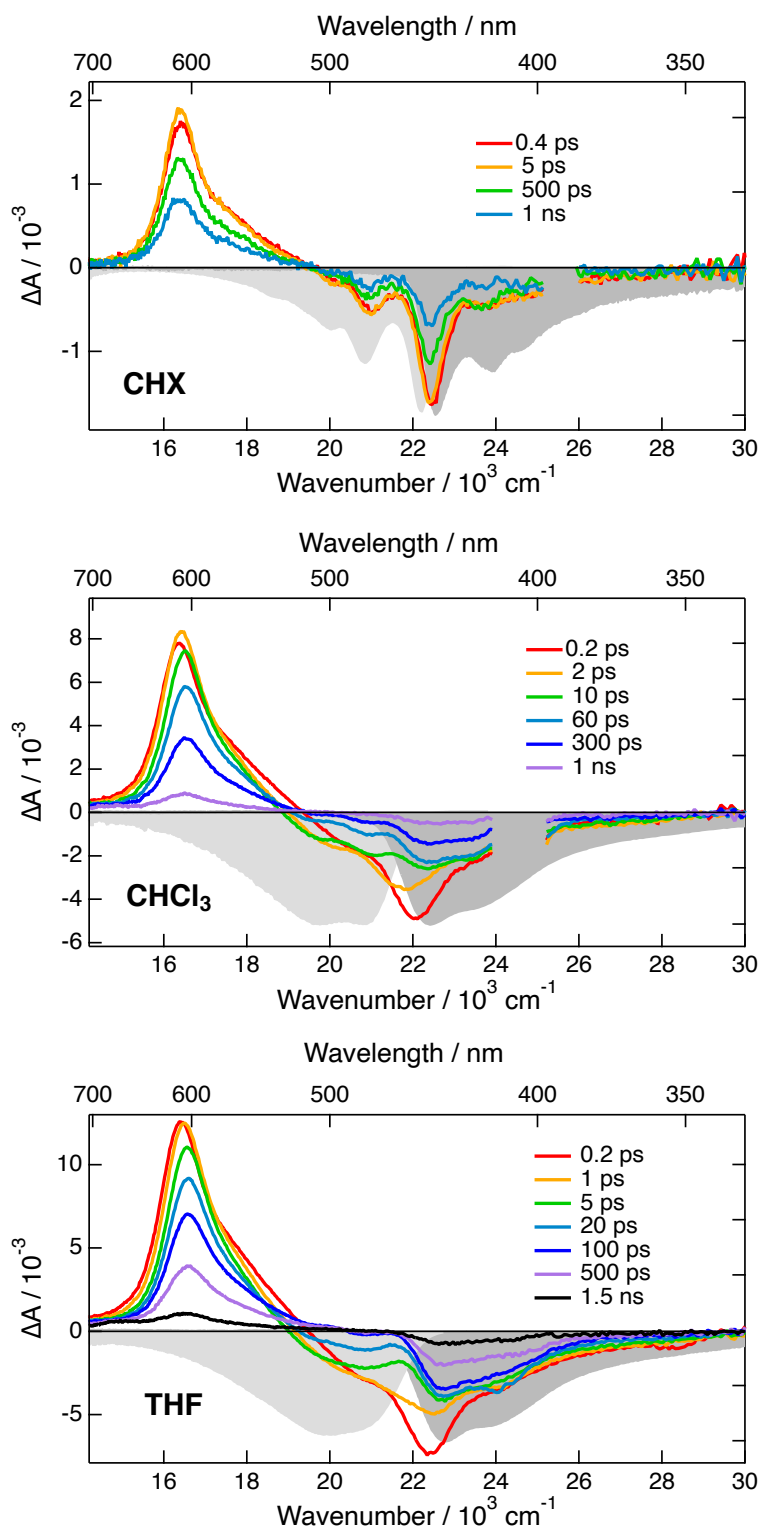 Wavelength / nm
700 600 500 400 350
2
1
0
-1
ΔA / 10⁻³
0.4 ps
5 ps
500 ps
1 ns
CHX
16 18 20 22 24 26 28 30
Wavenumber / 10³ cm⁻¹
Wavelength / nm
700 600 500 400 350
8
6
4
2
0
-2
-4
-6
ΔA / 10⁻³
0.2 ps
2 ps
10 ps
60 ps
300 ps
1 ns
CHCl₃
16 18 20 22 24 26 28 30
Wavenumber / 10³ cm⁻¹
Wavelength / nm
700 600 500 400 350
10
5
0
-5
ΔA / 10⁻³
0.2 ps
1 ps
5 ps
20 ps
100 ps
500 ps
1.5 ns
THF
16 18 20 22 24 26 28 30
Wavenumber / 10³ cm⁻¹